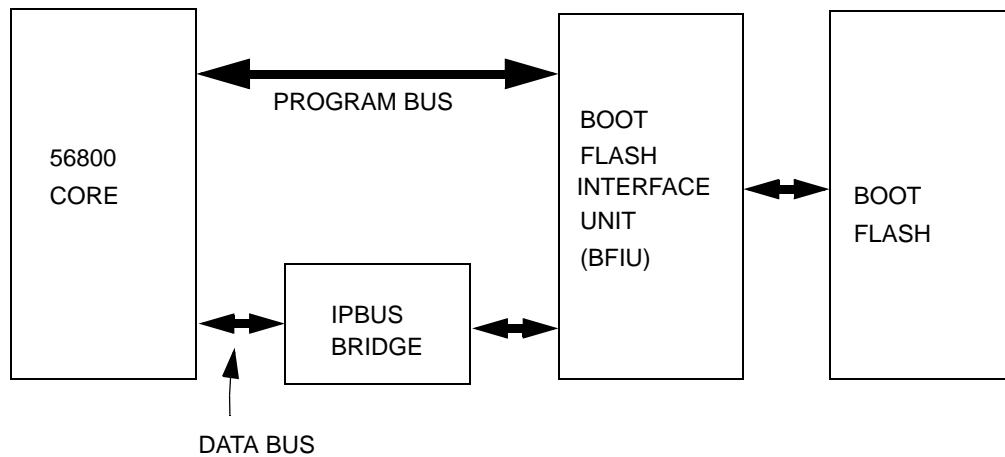 PROGRAM BUS
56800
CORE
BOOT
FLASH
INTERFACE
UNIT
(BFIU)
BOOT
FLASH
IPBUS
BRIDGE
DATA BUS